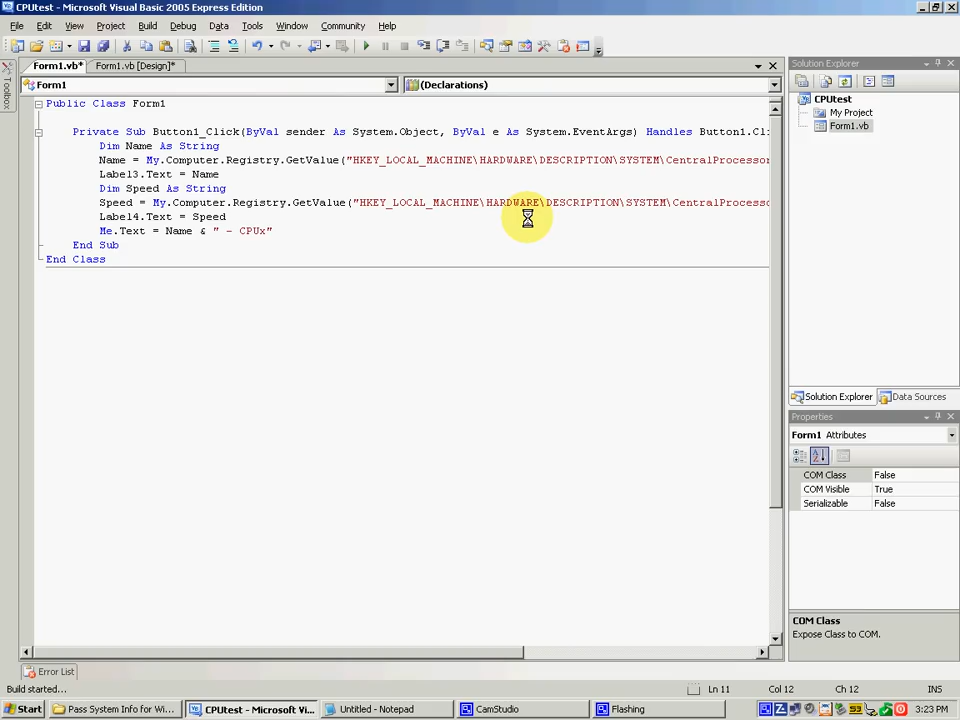 CPUtest - Microsoft Visual Basic 2005 Express Edition
File Edit View Project Build Debug Data Tools Window Community Help
Form1.vb* Form1.vb [Design]*
Form1 (Declarations)
Toolbox
Public Class Form1
Private Sub Button1_Click(ByVal sender As System.Object, ByVal e As System.EventArgs) Handles Button1.Cli
Dim Name As String
Name = My.Computer.Registry.GetValue("HKEY_LOCAL_MACHINE\HARDWARE\DESCRIPTION\SYSTEM\CentralProcessor
Label3.Text = Name
Dim Speed As String
Speed = My.Computer.Registry.GetValue("HKEY_LOCAL_MACHINE\HARDWARE\DESCRIPTION\SYSTEM\CentralProcesso
Label4.Text = Speed
Me.Text = Name & " - CPUx"
End Sub
End Class
Solution Explorer
CPUtest
My Project
Form1.vb
Solution Explorer Data Sources
Properties
Form1 Attributes
COM Class False
COM Visible True
Serializable False
COM Class
Expose Class to COM.
Error List
Build started...
Ln 11 Col 12 Ch 12 INS
Start Pass System Info for Wi... CPUtest - Microsoft Vi... Untitled - Notepad CamStudio Flashing 53 3:23 PM